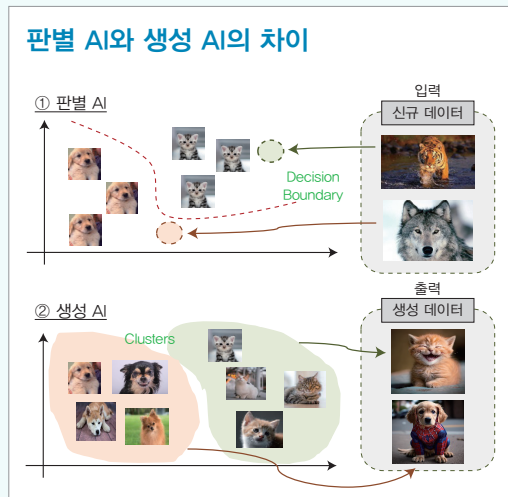 판별 AI와 생성 AI의 차이
① 판별 AI
입력
신규 데이터
Decision
Boundary
② 생성 AI
Clusters
출력
생성 데이터